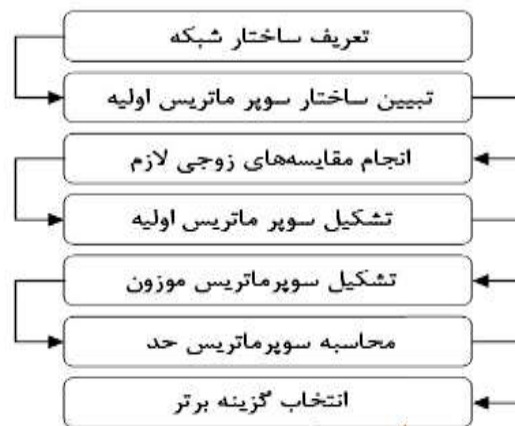 تعریف ساختار شبکه
تبیین ساختار سوپر ماتریس اولیه
انجام مقایسه‌های زوجی لازم
تشکیل سوپر ماتریس اولیه
تشکیل سوپرماتریس موزون
محاسبه سوپرماتریس حد
انتخاب گزینه برتر